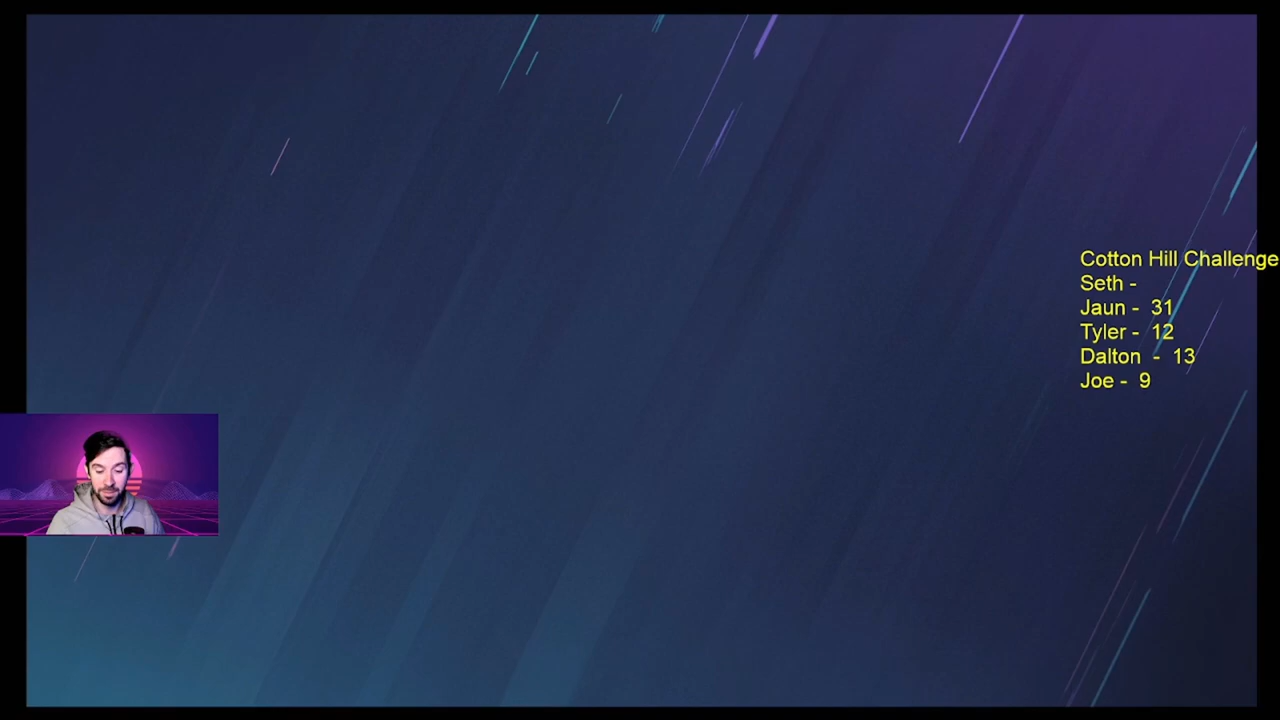 Cotton Hill Challenge
Seth -
Jaun - 31
Tyler - 12
Dalton - 13
Joe - 9